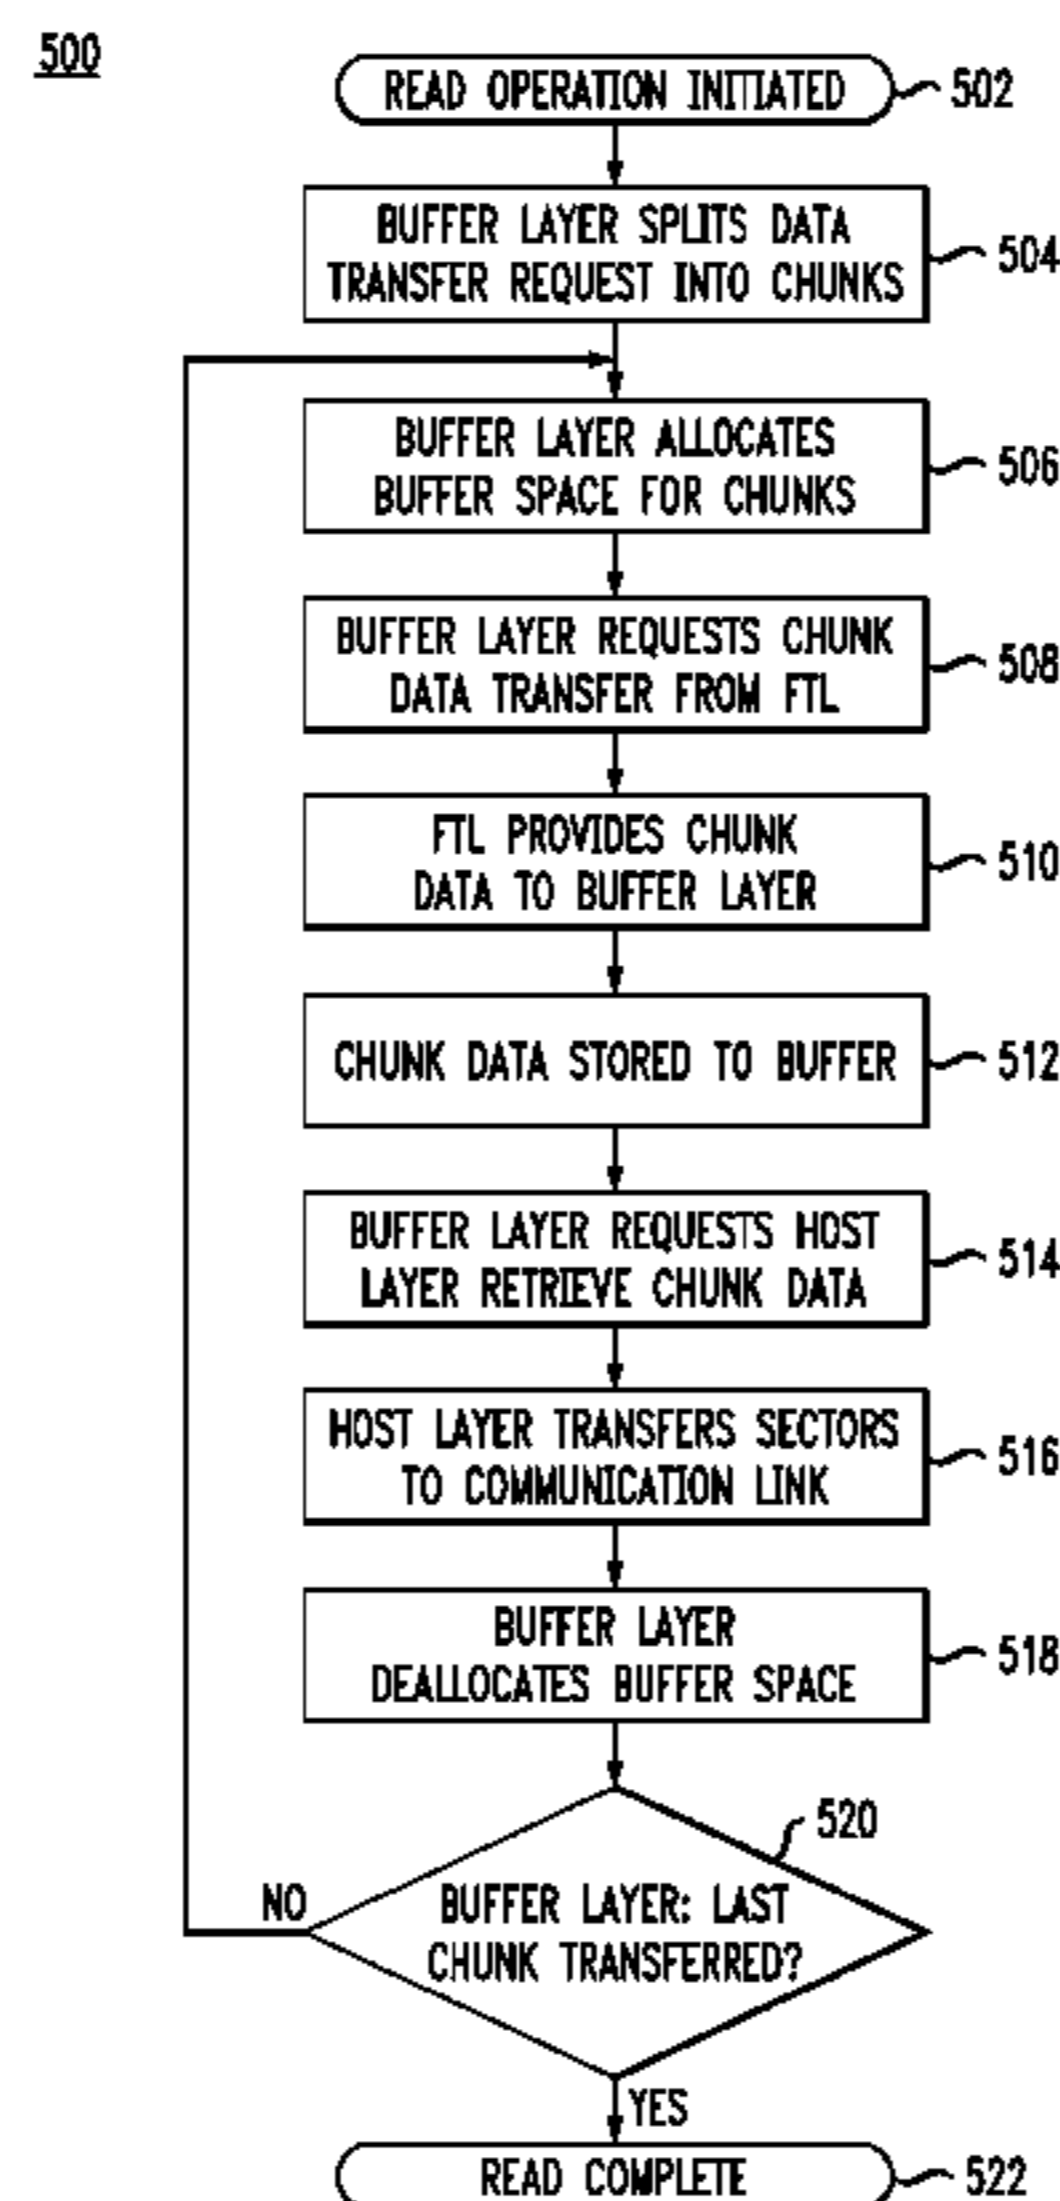 500
READ OPERATION INITIATED
502
BUFFER LAYER SPLITS DATA
TRANSFER REQUEST INTO CHUNKS
504
BUFFER LAYER ALLOCATES
BUFFER SPACE FOR CHUNKS
506
BUFFER LAYER REQUESTS CHUNK
DATA TRANSFER FROM FTL
508
FTL PROVIDES CHUNK
DATA TO BUFFER LAYER
510
CHUNK DATA STORED TO BUFFER
512
BUFFER LAYER REQUESTS HOST
LAYER RETRIEVE CHUNK DATA
514
HOST LAYER TRANSFERS SECTORS
TO COMMUNICATION LINK
516
BUFFER LAYER
DEALLOCATES BUFFER SPACE
518
520
BUFFER LAYER: LAST
CHUNK TRANSFERRED?
NO
YES
READ COMPLETE
522